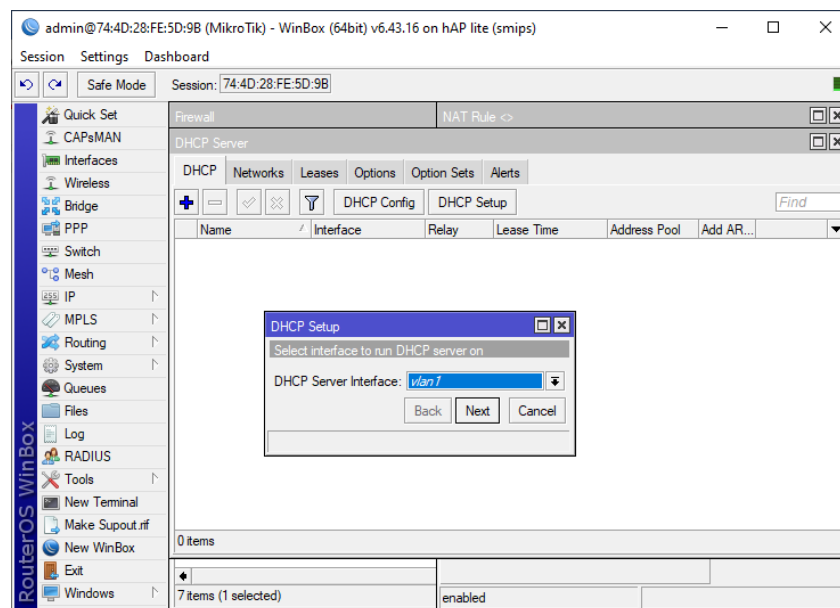 admin@74:4D:28:FE:5D:9B (MikroTik) - WinBox (64bit) v6.43.16 on hAP lite (smips)
Session Settings Dashboard
Safe Mode Session: 74:4D:28:FE:5D:9B
Quick Set
CAPsMAN
Interfaces
Wireless
Bridge
PPP
Switch
Mesh
IP
MPLS
Routing
System
Queues
Files
Log
RADIUS
Tools
New Terminal
Make Supout.rif
New WinBox
Exit
Windows
RouterOS WinBox
Firewall
NAT Rule <>
DHCP Server
DHCP Networks Leases Options Option Sets Alerts
DHCP Config DHCP Setup Find
Name Interface Relay Lease Time Address Pool Add AR...
DHCP Setup
Select interface to run DHCP server on
DHCP Server Interface: vlan1
Back Next Cancel
0 items
7 items (1 selected)
enabled